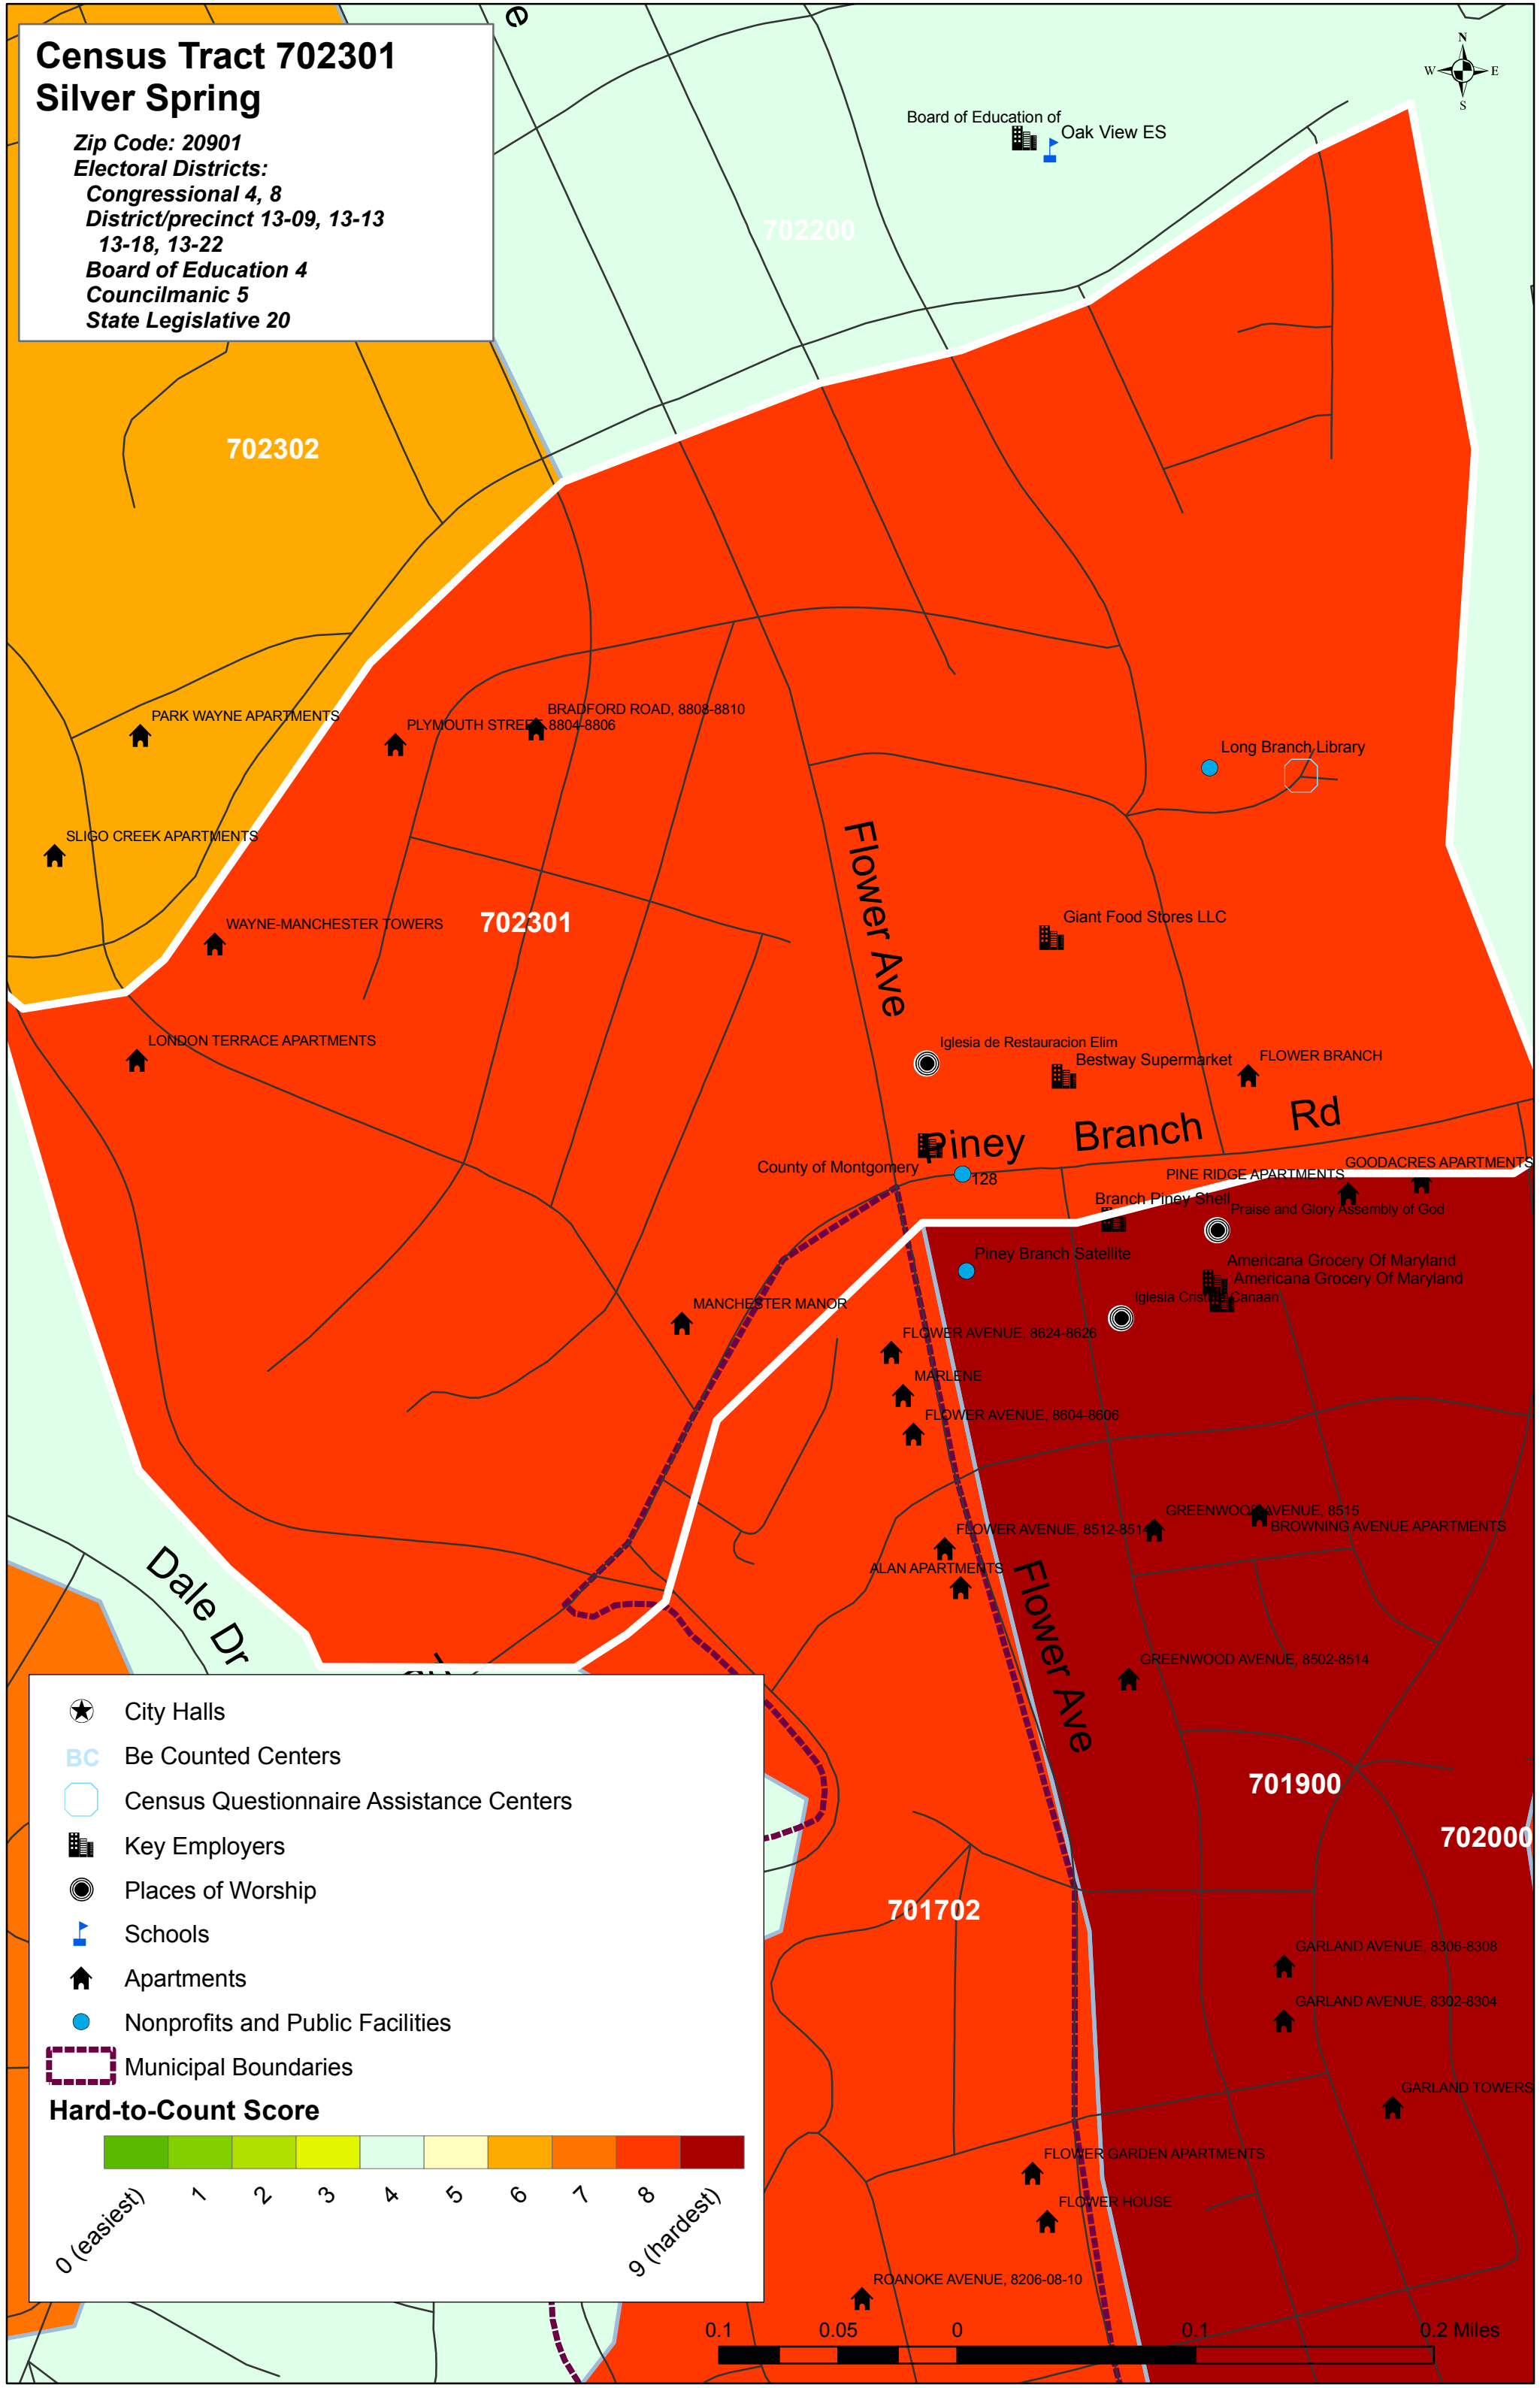 Census Tract 702301
Silver Spring
Zip Code: 20901
Electoral Districts:
Congressional 4, 8
District/precinct 13-09, 13-13
13-18, 13-22
Board of Education 4
Councilmanic 5
State Legislative 20
e
N
W E
S
Board of Education of
Oak View ES
702200
702302
PARK WAYNE APARTMENTS
BRADFORD ROAD, 8808-8810
PLYMOUTH STREET, 8804-8806
Long Branch Library
SLIGO CREEK APARTMENTS
Flower Ave
702301
WAYNE-MANCHESTER TOWERS
Giant Food Stores LLC
LONDON TERRACE APARTMENTS
Iglesia de Restauracion Elim
Bestway Supermarket
FLOWER BRANCH
Piney Branch Rd
County of Montgomery
128
PINE RIDGE APARTMENTS
GOODACRES APARTMENTS
Branch Piney Shell
Praise and Glory Assembly of God
Piney Branch Satellite
Americana Grocery Of Maryland
Americana Grocery Of Maryland
Iglesia Cristia Canaan
MANCHESTER MANOR
FLOWER AVENUE, 8624-8626
MARLENE
FLOWER AVENUE, 8604-8606
GREENWOOD AVENUE, 8515
BROWNING AVENUE APARTMENTS
FLOWER AVENUE, 8512-851
ALAN APARTMENTS
Dale Dr
Flower Ave
GREENWOOD AVENUE, 8502-8514
701900
702000
701702
GARLAND AVENUE, 8306-8308
GARLAND AVENUE, 8302-8304
GARLAND TOWERS
FLOWER GARDEN APARTMENTS
FLOWER HOUSE
ROANOKE AVENUE, 8206-08-10
City Halls
BC Be Counted Centers
Census Questionnaire Assistance Centers
Key Employers
Places of Worship
Schools
Apartments
Nonprofits and Public Facilities
Municipal Boundaries
Hard-to-Count Score
0 (easiest) 1 2 3 4 5 6 7 8 9 (hardest)
0.1 0.05 0 0.1 0.2 Miles